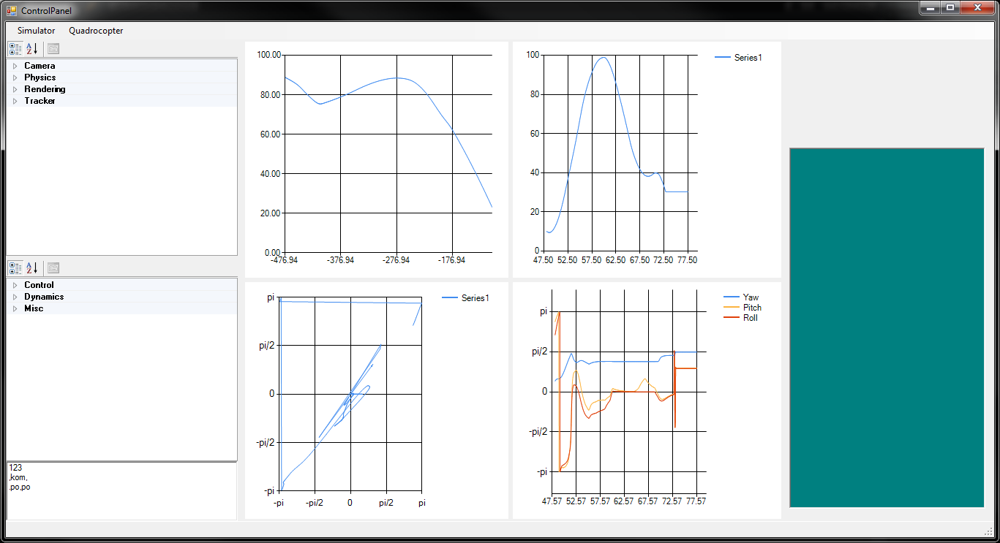 ControlPanel
Simulator Quadrocopter
Camera
Physics
Rendering
Tracker
Control
Dynamics
Misc
123
,kom,
.po,po
100.00
80.00
60.00
40.00
20.00
0.00
-476.94 -376.94 -276.94 -176.94
100
80
60
40
20
0
47.50 52.50 57.50 62.50 67.50 72.50 77.50
Series1
pi
pi/2
0
-pi/2
-pi
-pi -pi/2 0 pi/2 pi
Series1
pi
pi/2
0
-pi/2
-pi
47.57 52.57 57.57 62.57 67.57 72.57 77.57
Yaw
Pitch
Roll